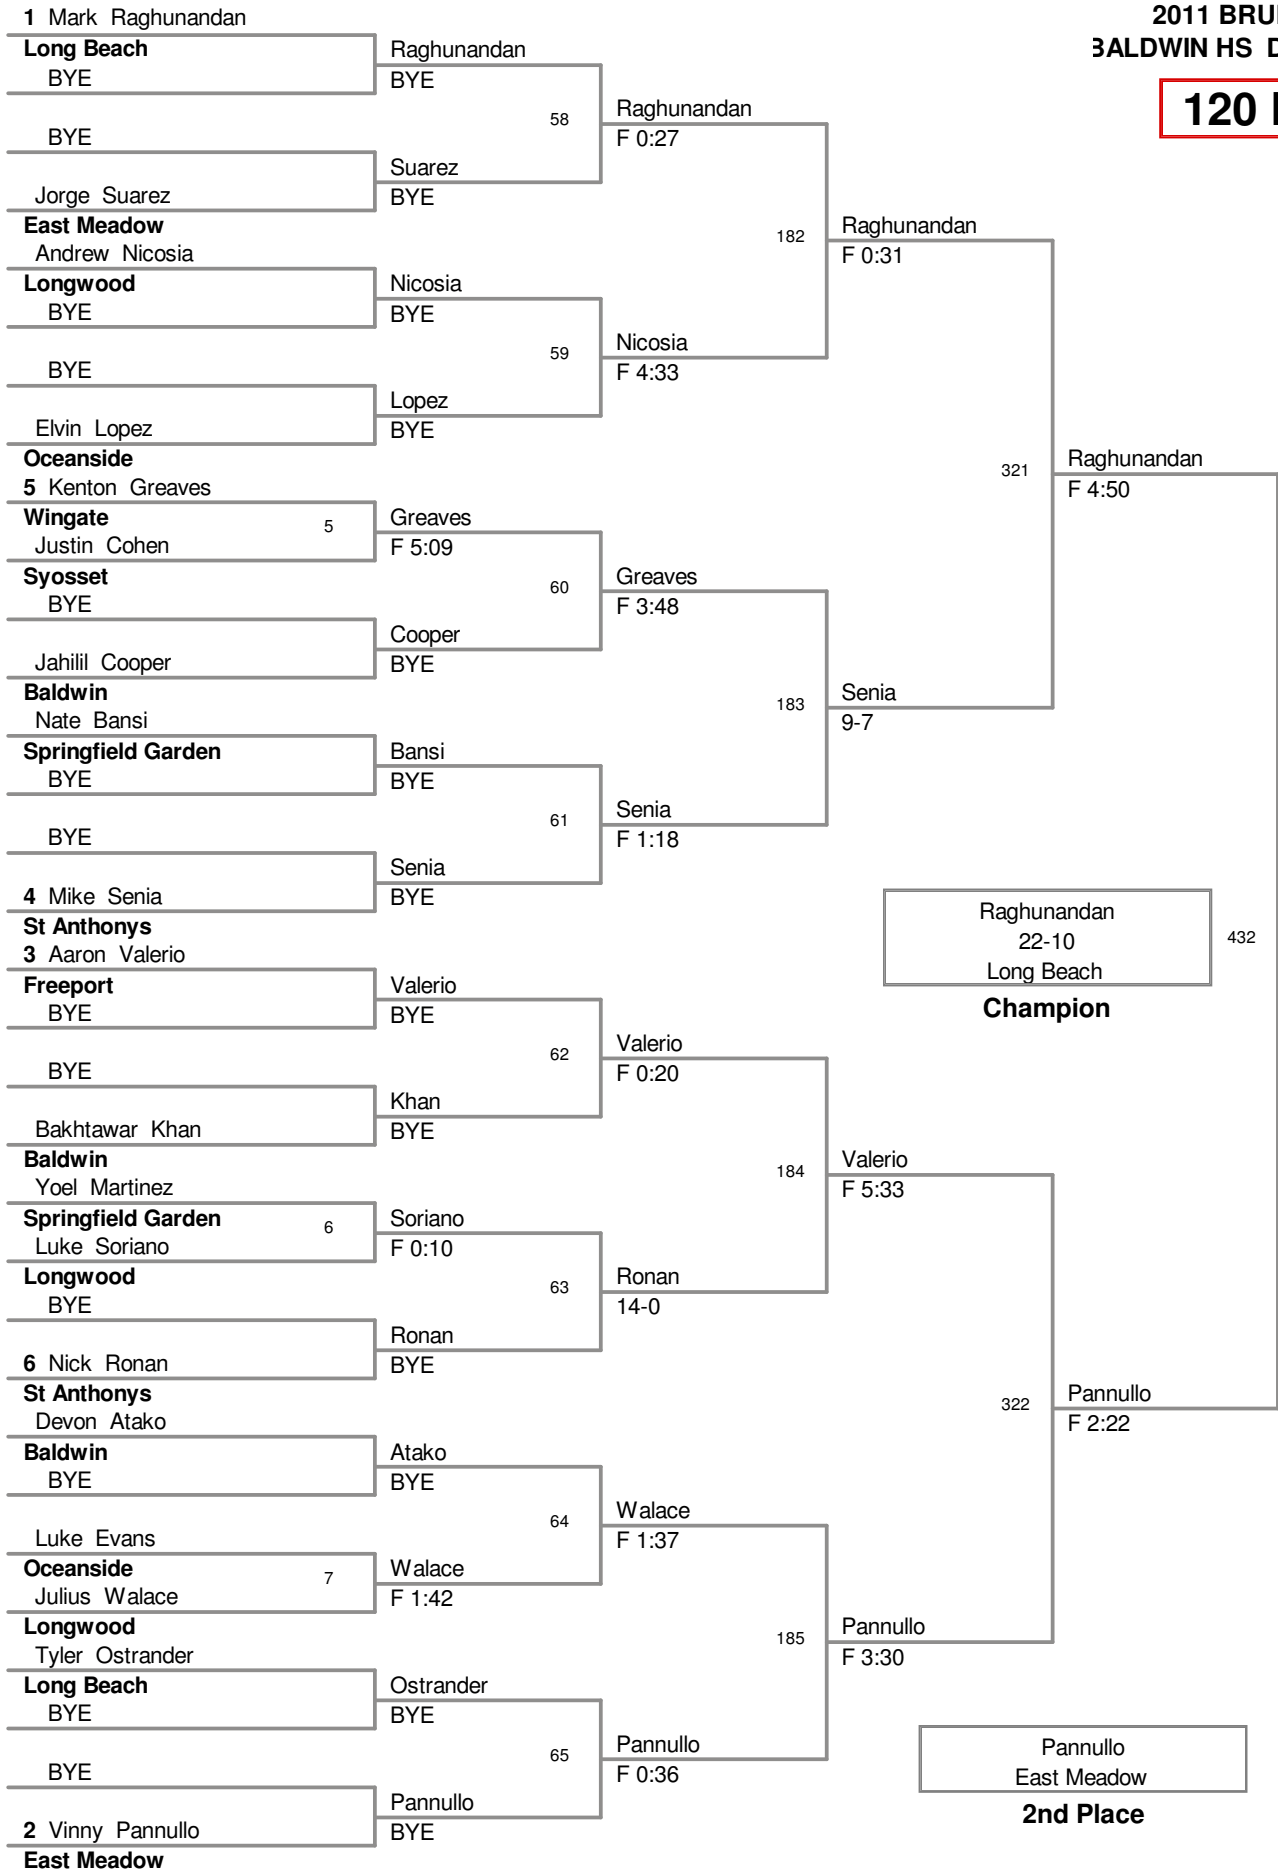 2011 BRU
BALDWIN HS D
120
1 Mark Raghunandan
Long Beach
BYE
BYE
Jorge Suarez
East Meadow
Andrew Nicosia
Longwood
BYE
BYE
Elvin Lopez
Oceanside
5 Kenton Greaves
Wingate
5
Justin Cohen
Syosset
BYE
Jahilil Cooper
Baldwin
Nate Bansi
Springfield Garden
BYE
BYE
4 Mike Senia
St Anthonys
3 Aaron Valerio
Freeport
BYE
BYE
Bakhtawar Khan
Baldwin
Yoel Martinez
Springfield Garden
6
Luke Soriano
Longwood
BYE
6 Nick Ronan
St Anthonys
Devon Atako
Baldwin
BYE
Luke Evans
Oceanside
7
Julius Walace
Longwood
Tyler Ostrander
Long Beach
BYE
BYE
2 Vinny Pannullo
East Meadow
Raghunandan
BYE
58
Suarez
BYE
Nicosia
BYE
59
Lopez
BYE
Greaves
F 5:09
60
Cooper
BYE
Bansi
BYE
61
Senia
BYE
Valerio
BYE
62
Khan
BYE
Soriano
F 0:10
63
Ronan
BYE
Atako
BYE
64
Walace
F 1:42
Ostrander
BYE
65
Pannullo
BYE
Raghunandan
F 0:27
182
Nicosia
F 4:33
Greaves
F 3:48
183
Senia
F 1:18
Valerio
F 0:20
184
Ronan
14-0
Walace
F 1:37
185
Pannullo
F 0:36
Raghunandan
F 0:31
321
Senia
9-7
Valerio
F 5:33
322
Pannullo
F 3:30
Raghunandan
F 4:50
Raghunandan
22-10
Long Beach
432
Champion
Pannullo
F 2:22
Pannullo
East Meadow
2nd Place